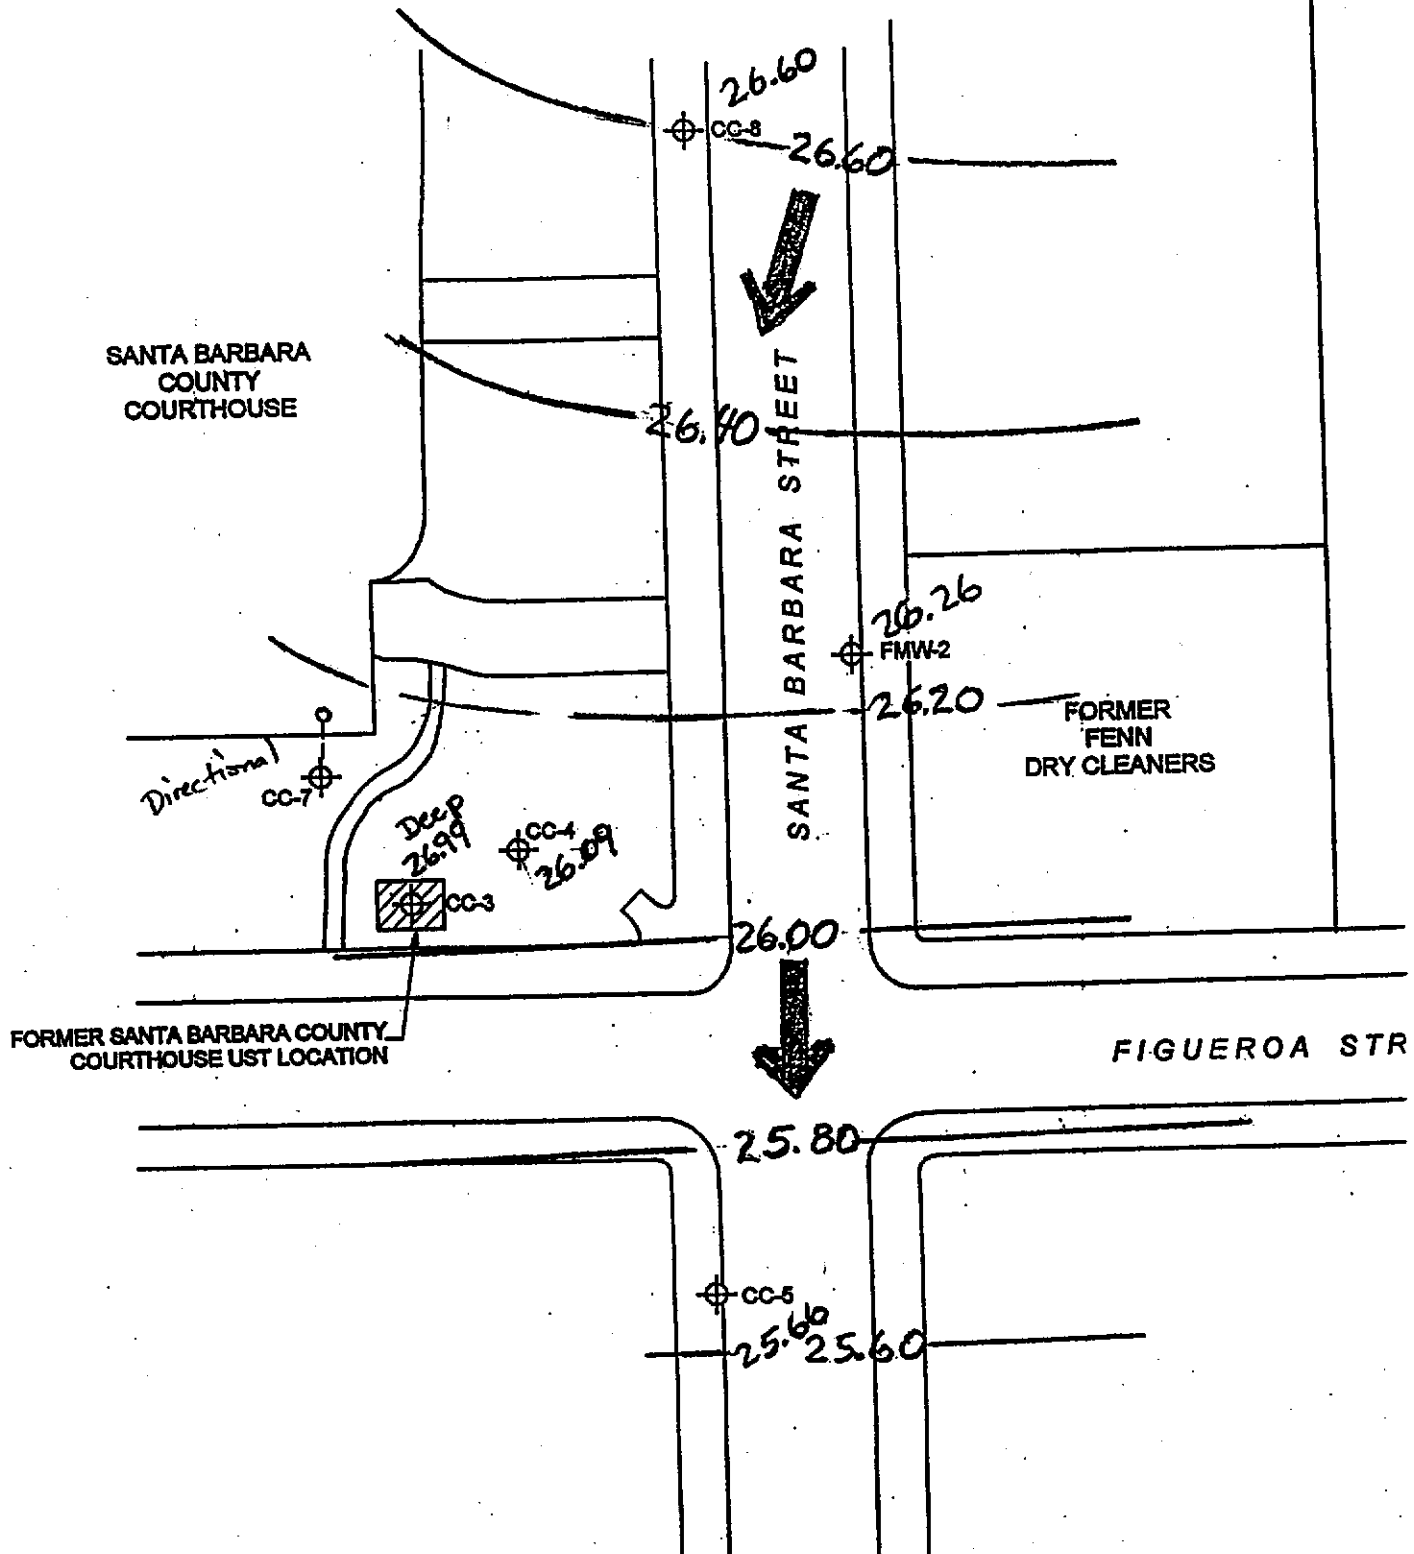 26.60
CC-8
26.60
SANTA BARBARA
COUNTY
COURTHOUSE
26.40
SANTA BARBARA STREET
26.26
FMW-2
26.20
FORMER
FENN
DRY CLEANERS
Directional
CC-7
Deep
26.99
CC-4
26.09
CC-3
26.00
FORMER SANTA BARBARA COUNTY
COURTHOUSE UST LOCATION
FIGUEROA STR
25.80
CC-5
25.66
25.60